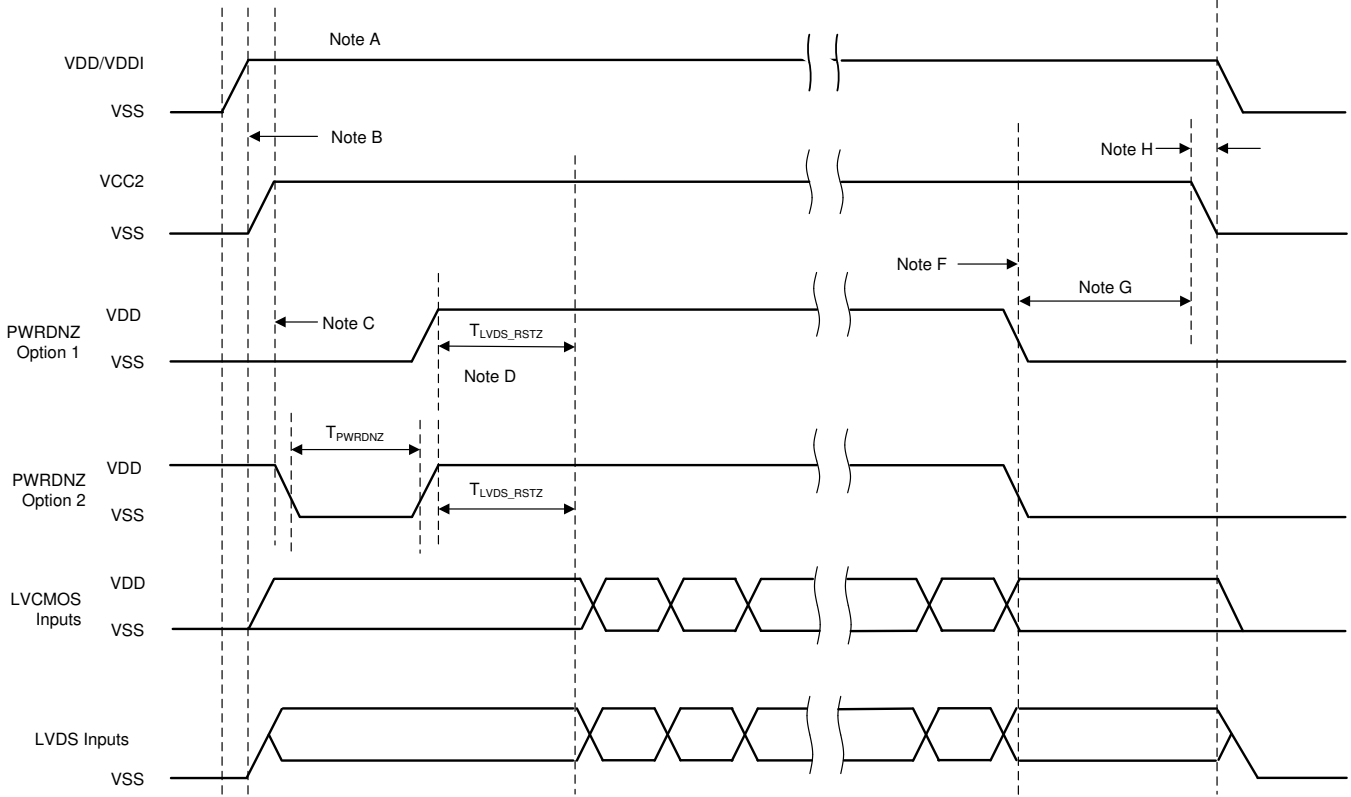 Note A
VDD/VDDI
VSS
Note B
Note H
VCC2
VSS
Note F
Note G
PWRDNZ
Option 1
VDD
VSS
Note C
TLVDS_RSTZ
Note D
TPWRDNZ
PWRDNZ
Option 2
VDD
VSS
TLVDS_RSTZ
LVCMOS
Inputs
VDD
VSS
LVDS Inputs
VSS